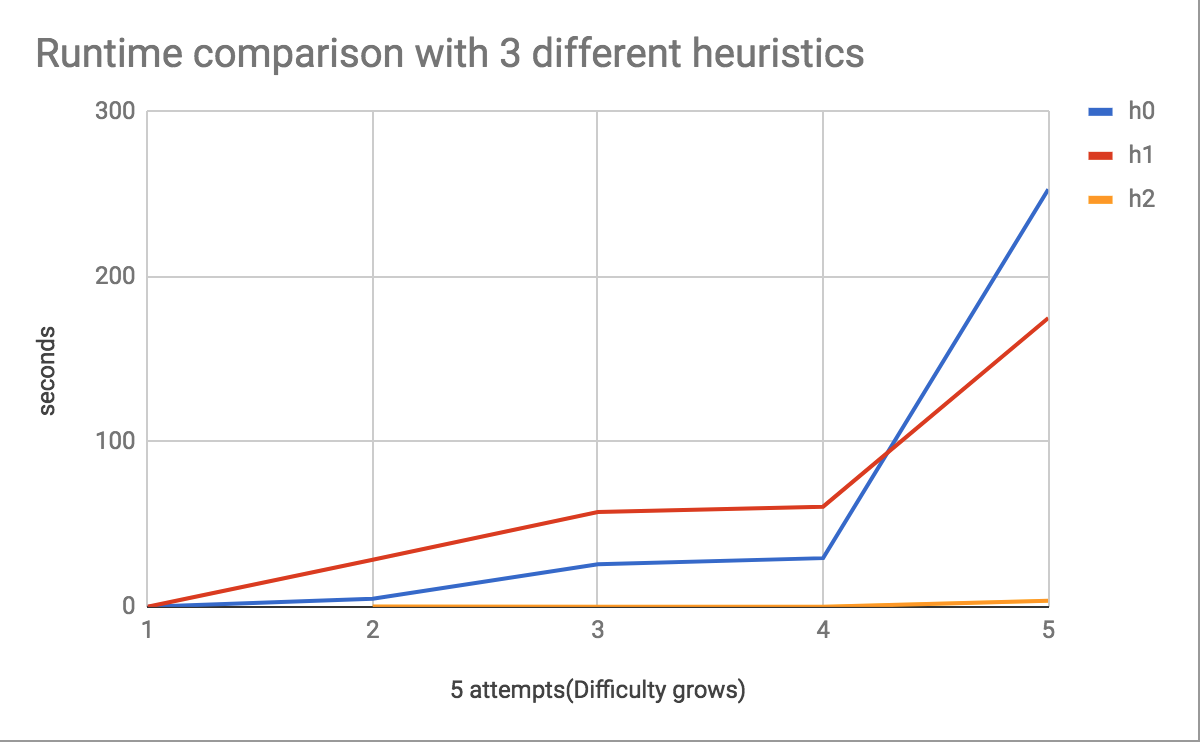 Runtime comparison with 3 different heuristics
300
200
100
0
seconds
1 2 3 4 5
5 attempts(Difficulty grows)
h0
h1
h2